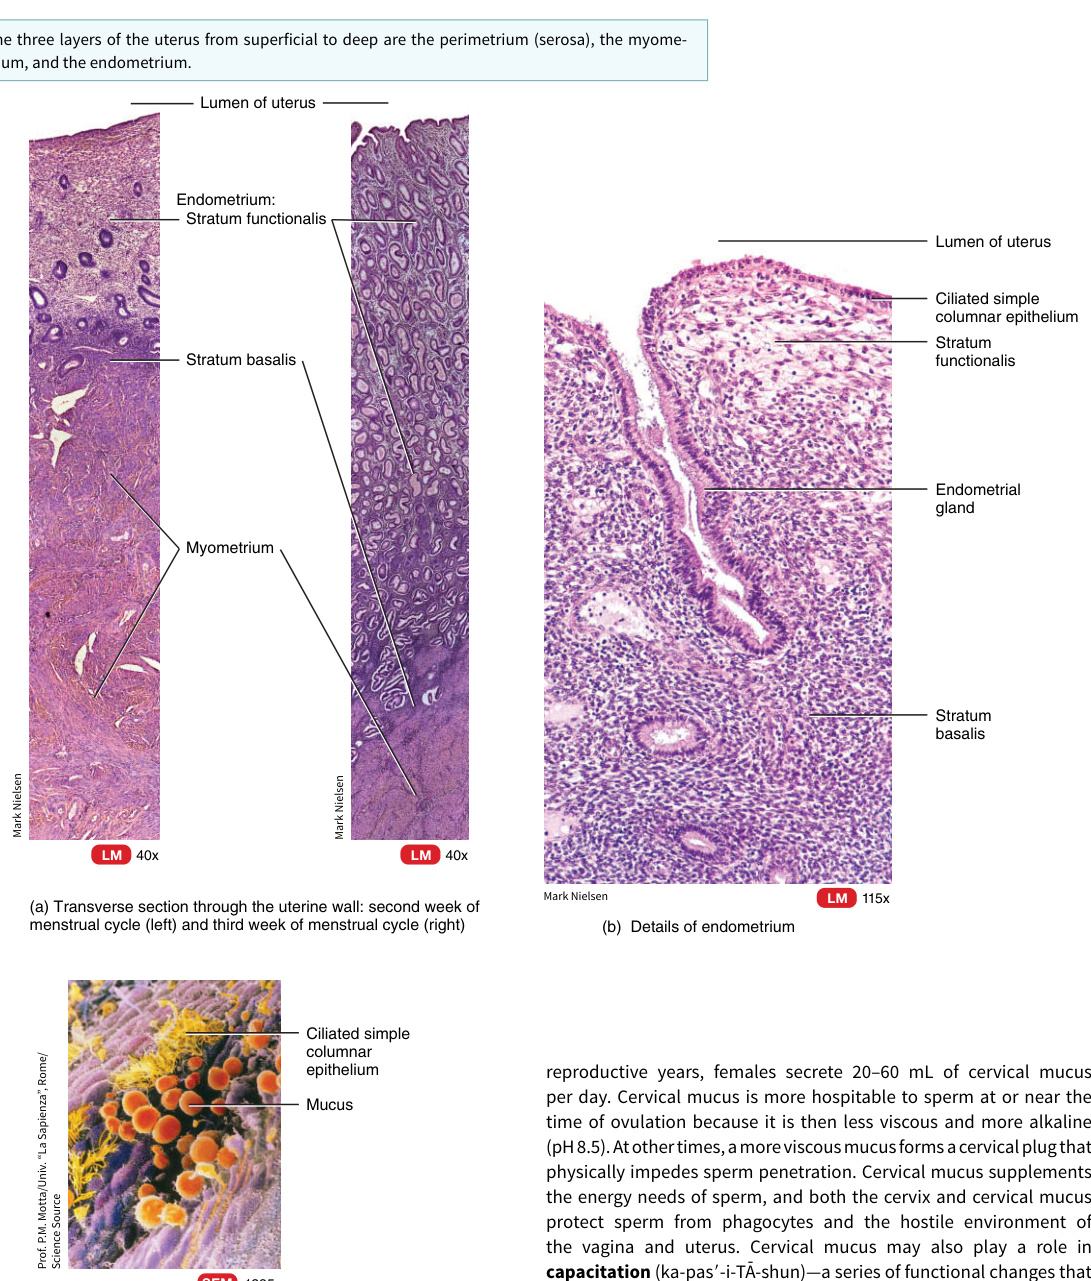 he three layers of the uterus from superficial to deep are the perimetrium (serosa), the myome-
um, and the endometrium.
Lumen of uterus
Endometrium:
Stratum functionalis
Stratum basalis
Myometrium
Mark Nielsen
Mark Nielsen
LM 40x
LM 40x
(a) Transverse section through the uterine wall: second week of
menstrual cycle (left) and third week of menstrual cycle (right)
Lumen of uterus
Ciliated simple
columnar epithelium
Stratum
functionalis
Endometrial
gland
Stratum
basalis
Mark Nielsen
LM 115x
(b) Details of endometrium
Ciliated simple
columnar
epithelium
Mucus
Prof. P.M. Motta/Univ. “La Sapienza”, Rome/
Science Source
reproductive years, females secrete 20–60 mL of cervical mucus
per day. Cervical mucus is more hospitable to sperm at or near the
time of ovulation because it is then less viscous and more alkaline
(pH 8.5). At other times, a more viscous mucus forms a cervical plug that
physically impedes sperm penetration. Cervical mucus supplements
the energy needs of sperm, and both the cervix and cervical mucus
protect sperm from phagocytes and the hostile environment of
the vagina and uterus. Cervical mucus may also play a role in
capacitation (ka-pas′-i-TĀ-shun)—a series of functional changes that